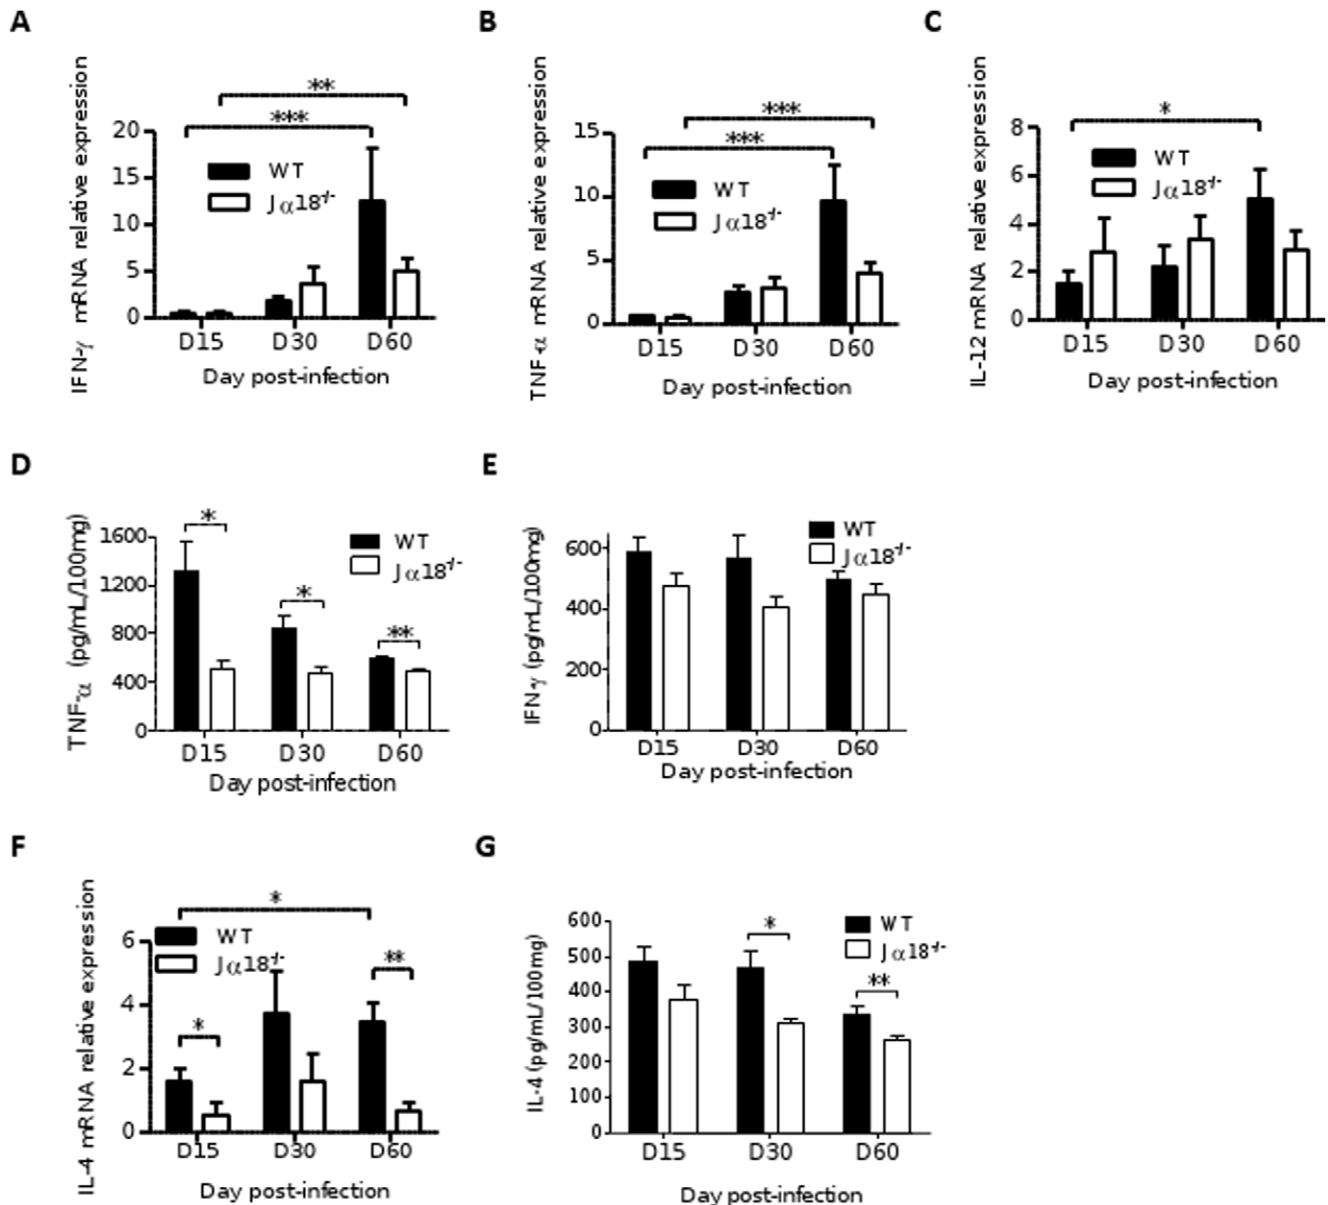 A
IFN-γ mRNA relative expression
**
***
20
15
10
5
0
WT
Jα18-/-
D15 D30 D60
Day post-infection
B
TNF-α mRNA relative expression
***
***
15
10
5
0
WT
Jα18-/-
D15 D30 D60
Day post-infection
C
IL-12 mRNA relative expression
*
8
6
4
2
0
WT
Jα18-/-
D15 D30 D60
Day post-infection
D
TNF-α (pg/mL/100mg)
1600
1200
800
400
0
*
*
**
WT
Jα18-/-
D15 D30 D60
Day post-infection
E
IFN-γ (pg/mL/100mg)
600
400
200
0
WT
Jα18-/-
D15 D30 D60
Day post-infection
F
IL-4 mRNA relative expression
*
6
4
2
0
WT
Jα18-/-
*
**
D15 D30 D60
Day post-infection
G
IL-4 (pg/mL/100mg)
600
500
400
300
200
100
0
*
**
WT
Jα18-/-
D15 D30 D60
Day post-infection